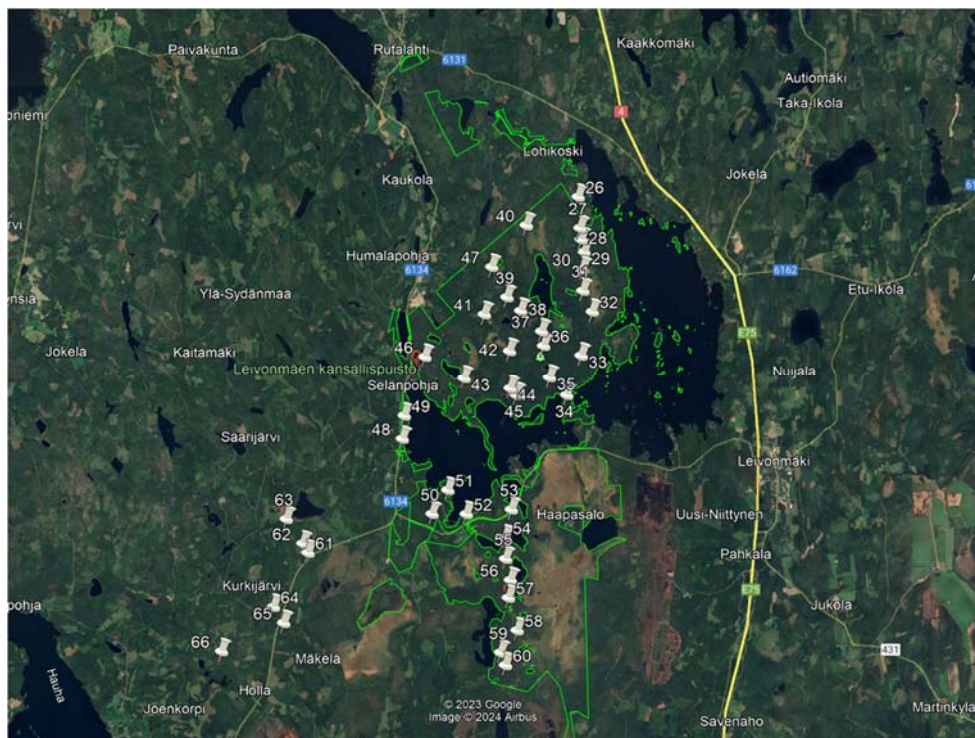 Päiväkunta
Rutalahti
6131
Kaakkomäki
4
Autiomäki
Taka-Ikola
oniemi
Lohikoski
Jokela
Kaukola
26
27
40
28
Humalapohja
47
30
29
6134
6162
31
39
Etu-Ikola
Ylä-Sydänmaa
41
38
32
37
36
E75
Jokela
Kaitamäki
46
42
33
Leivonmäen kansallispuisto
Nuijala
Selänpohja
43
35
44
49
45
34
48
Saarijärvi
Leivonmäki
51
50
52
53
6134
63
Haapasalo
Uusi-Niittynen
62
61
54
55
Pahkala
56
57
Kurkijärvi
64
E75
65
Jukola
58
66
59
60
431
Mäkelä
Hauha
Holla
Joenkorpi
© 2023 Google
Image © 2024 Airbus
Savenaho
Martinkylä